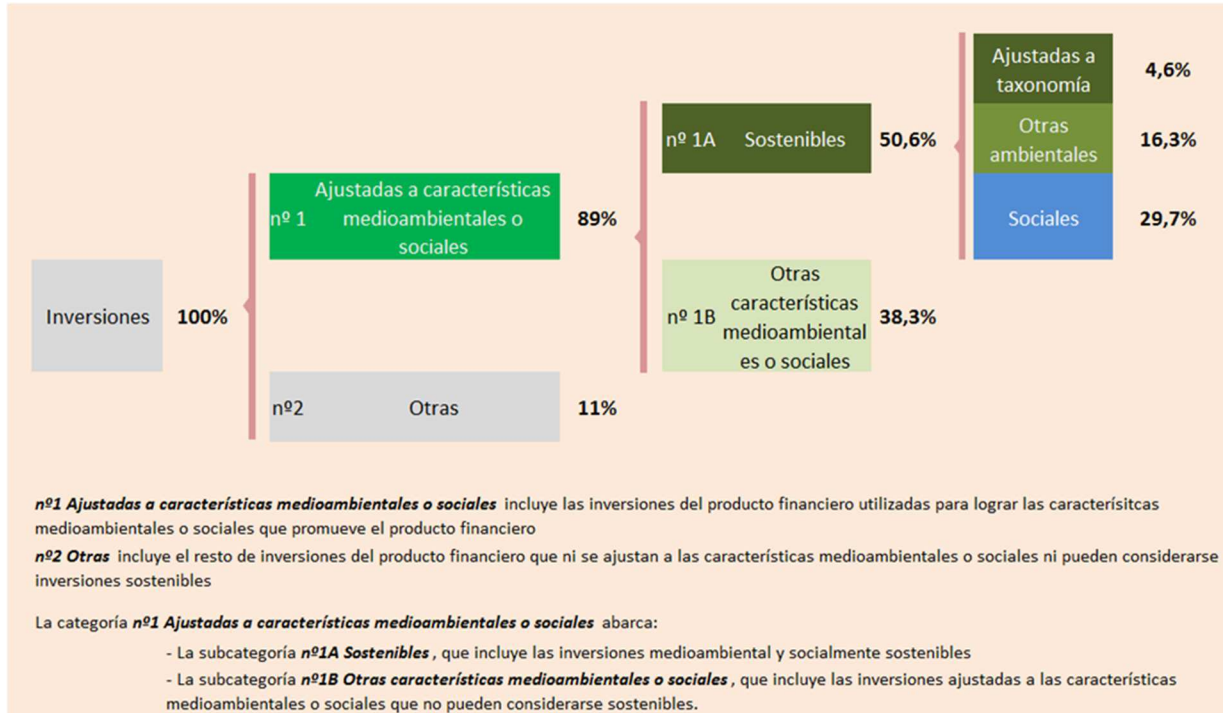 Ajustadas a
taxonomía
4,6%
nº 1A Sostenibles 50,6%
Otras
ambientales
16,3%
nº 1
Ajustadas a características
medioambientales o
sociales
89%
Sociales 29,7%
Inversiones 100%
nº 1B
Otras
características
medioambiental
es o sociales
38,3%
nº2 Otras 11%
nº1 Ajustadas a características medioambientales o sociales incluye las inversiones del producto financiero utilizadas para lograr las caracterísitcas
medioambientales o sociales que promueve el producto financiero
nº2 Otras incluye el resto de inversiones del producto financiero que ni se ajustan a las características medioambientales o sociales ni pueden considerarse
inversiones sostenibles
La categoría nº1 Ajustadas a características medioambientales o sociales abarca:
- La subcategoría nº1A Sostenibles , que incluye las inversiones medioambiental y socialmente sostenibles
- La subcategoría nº1B Otras características medioambientales o sociales , que incluye las inversiones ajustadas a las características
medioambientales o sociales que no pueden considerarse sostenibles.